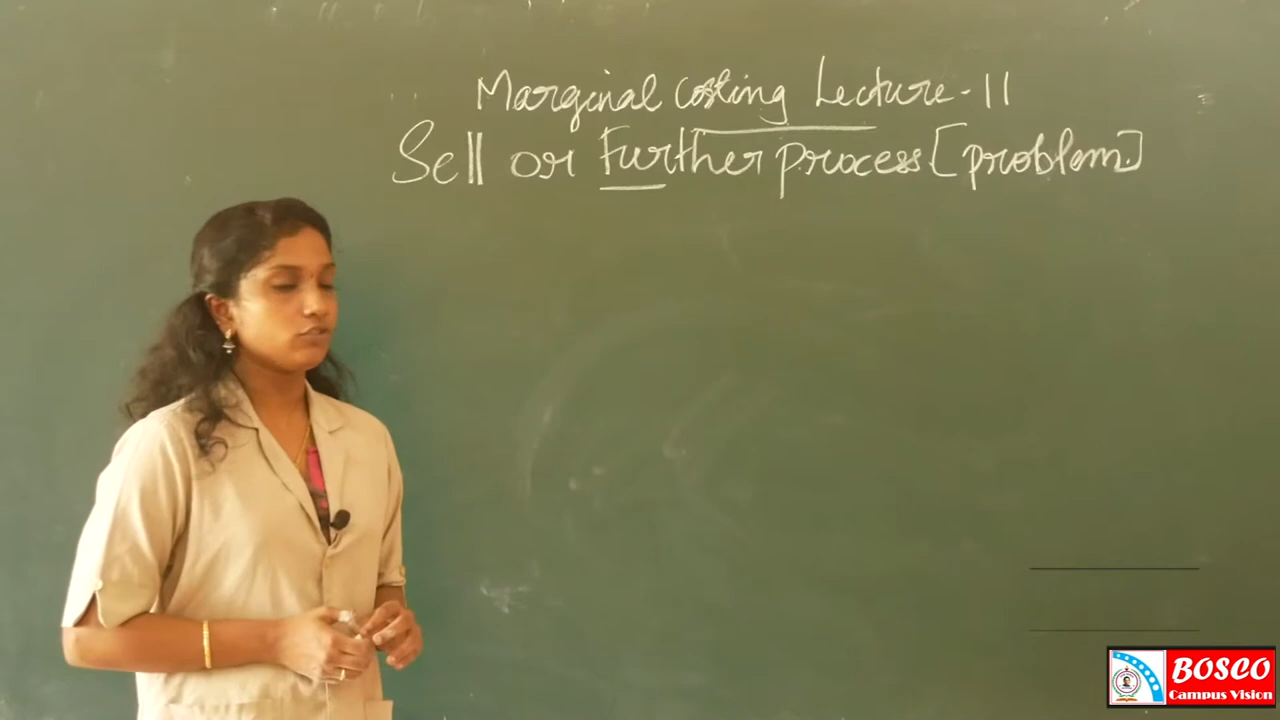 Marginal Costing Lecture - 11
Sell or Further process [problem]
BOSCO
Campus Vision